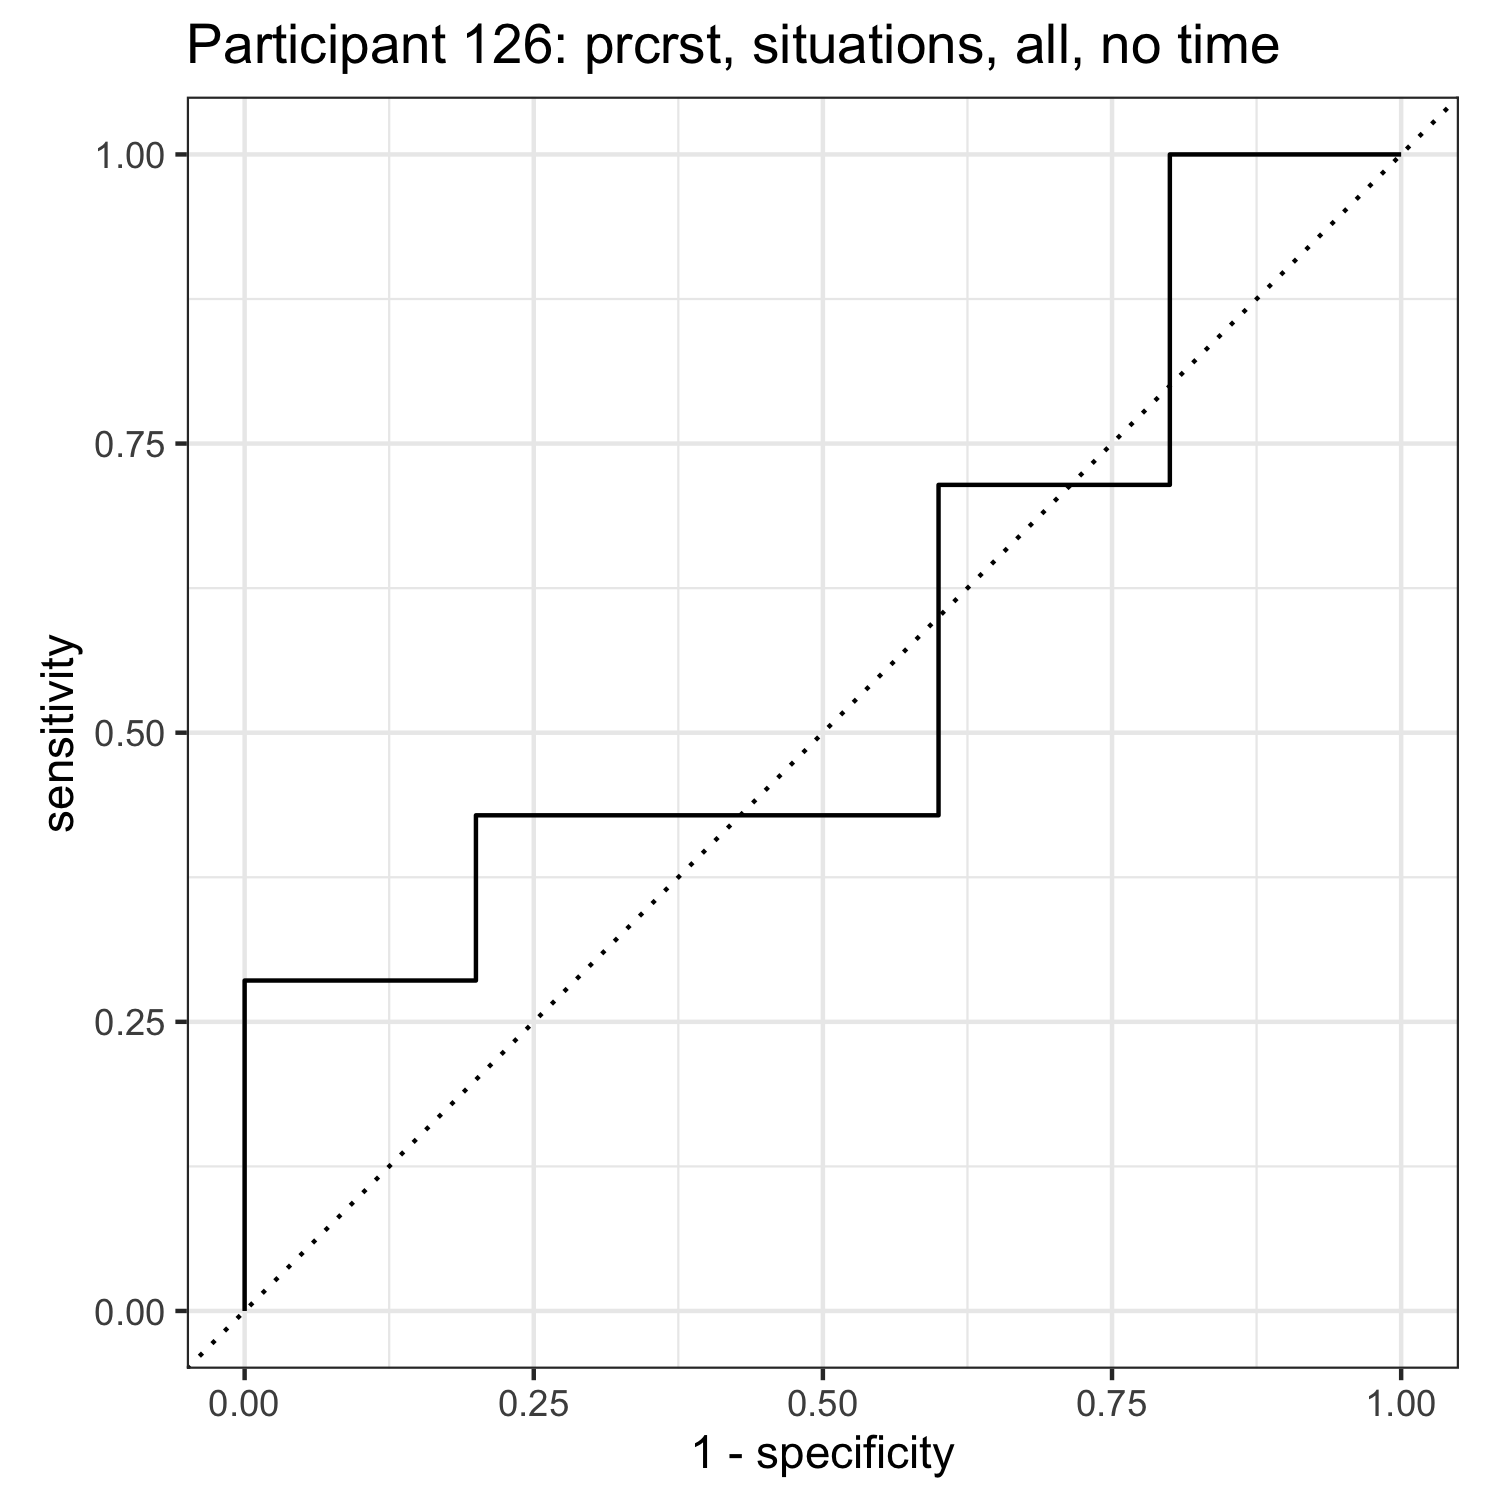 Participant 126: prcrst, situations, all, no time
1.00
0.75
0.50
0.25
0.00
sensitivity
0.00 0.25 0.50 0.75 1.00
1 - specificity